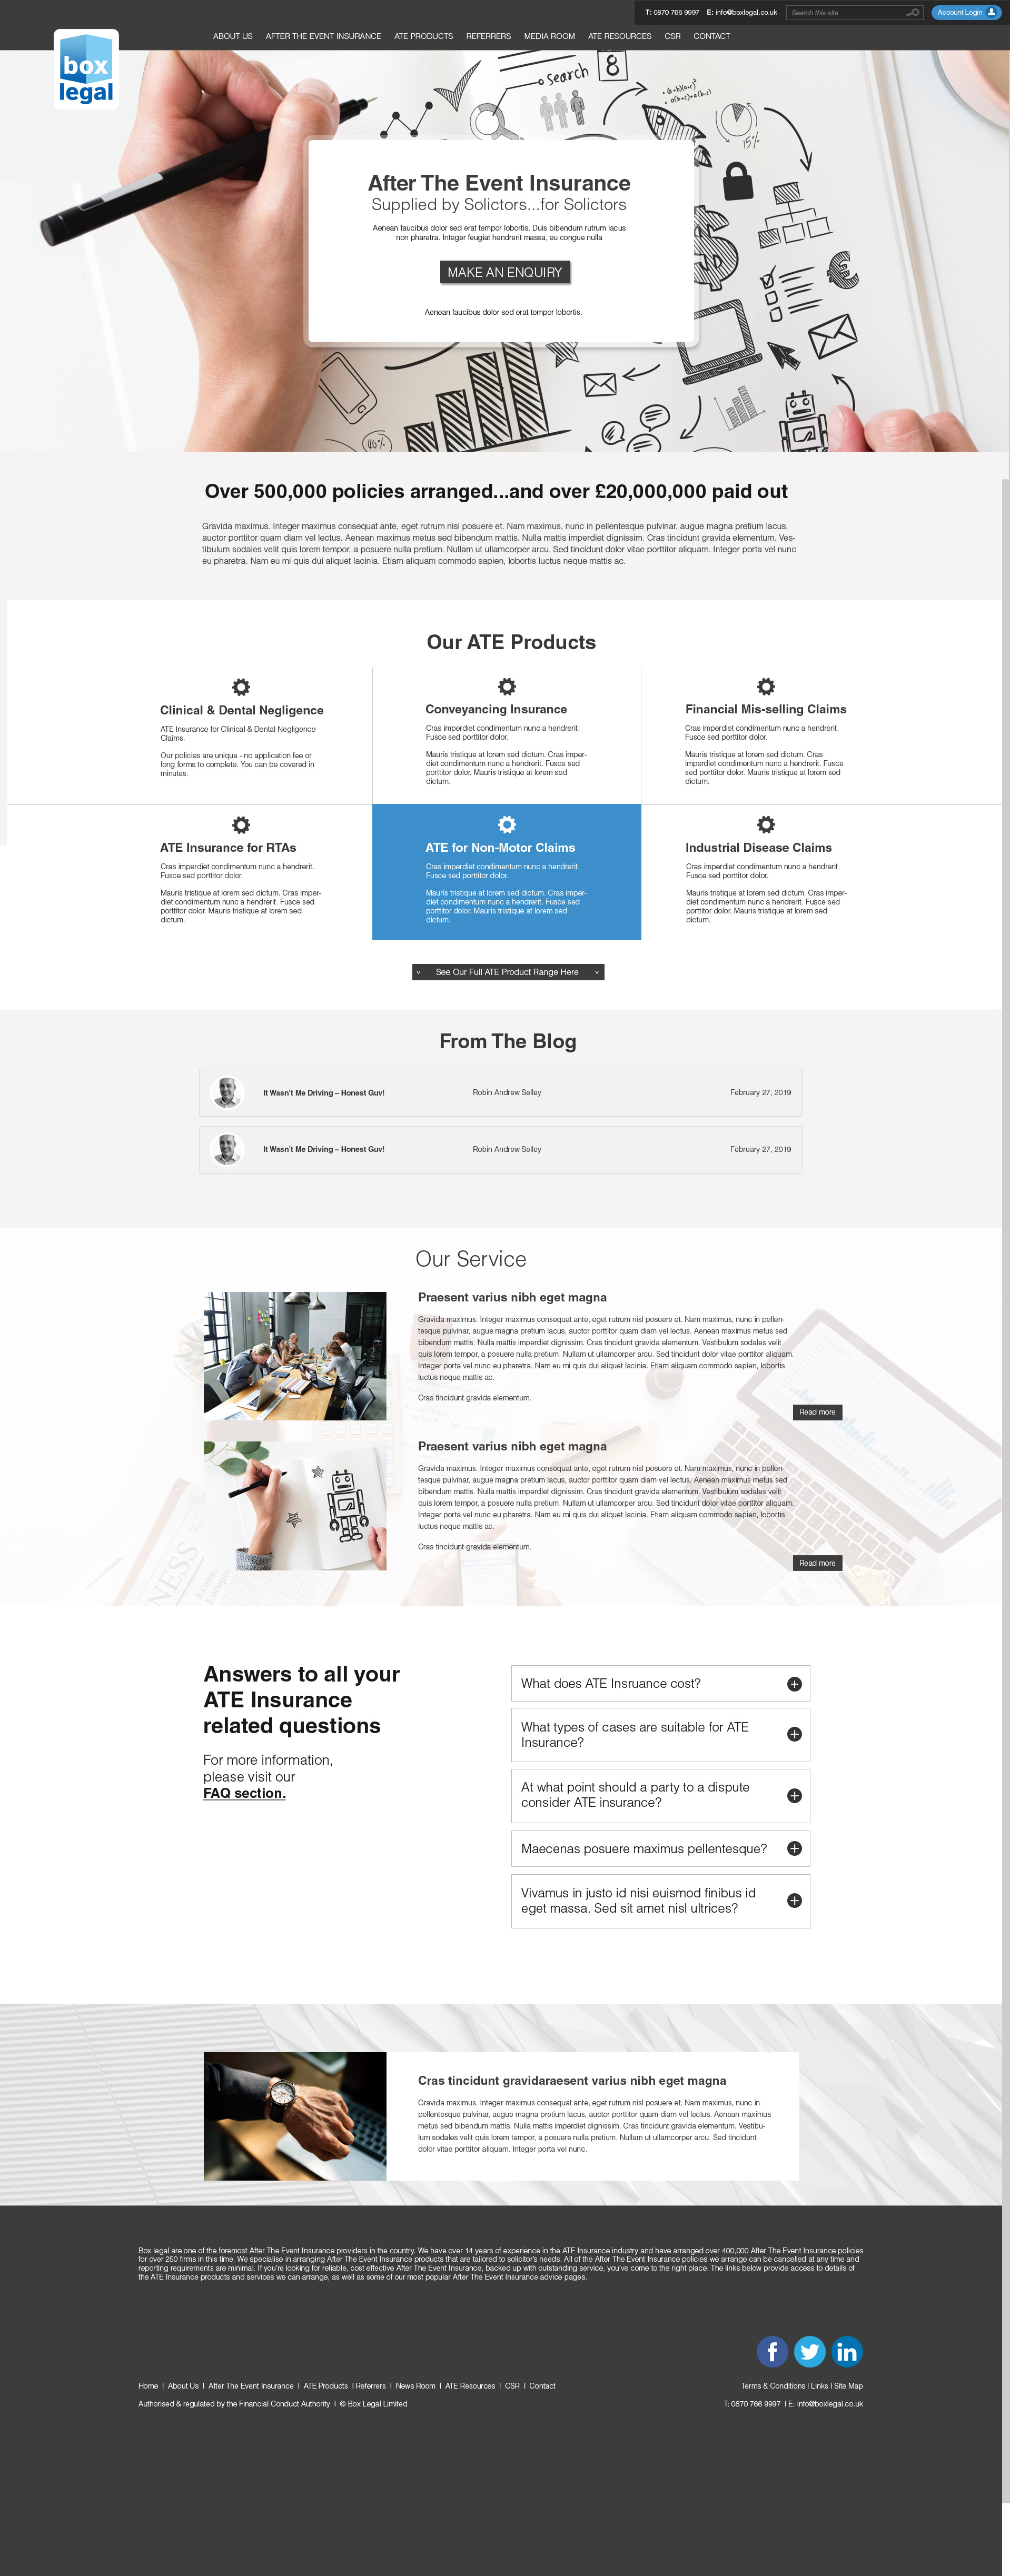 T: 0870 766 9997 E: info@boxlegal.co.uk
Search this site
Account Login
box
legal
ABOUT US AFTER THE EVENT INSURANCE ATE PRODUCTS REFERRERS MEDIA ROOM ATE RESOURCES CSR CONTACT
search
8
15%
40%
After The Event Insurance
Supplied by Solictors...for Solictors
Aenean faucibus dolor sed erat tempor lobortis. Duis bibendum rutrum lacus
non pharetra. Integer feugiat hendrerit massa, eu congue nulla
MAKE AN ENQUIRY
Aenean faucibus dolor sed erat tempor lobortis.
Over 500,000 policies arranged...and over £20,000,000 paid out
Gravida maximus. Integer maximus consequat ante, eget rutrum nisl posuere et. Nam maximus, nunc in pellentesque pulvinar, augue magna pretium lacus,
auctor porttitor quam diam vel lectus. Aenean maximus metus sed bibendum mattis. Nulla mattis imperdiet dignissim. Cras tincidunt gravida elementum. Ves-
tibulum sodales velit quis lorem tempor, a posuere nulla pretium. Nullam ut ullamcorper arcu. Sed tincidunt dolor vitae porttitor aliquam. Integer porta vel nunc
eu pharetra. Nam eu mi quis dui aliquet lacinia. Etiam aliquam commodo sapien, lobortis luctus neque mattis ac.
Our ATE Products
Clinical & Dental Negligence
ATE Insurance for Clinical & Dental Negligence
Claims.
Our policies are unique - no application fee or
long forms to complete. You can be covered in
minutes.
Conveyancing Insurance
Cras imperdiet condimentum nunc a hendrerit.
Fusce sed porttitor dolor.
Mauris tristique at lorem sed dictum. Cras imper-
diet condimentum nunc a hendrerit. Fusce sed
porttitor dolor. Mauris tristique at lorem sed
dictum.
Financial Mis-selling Claims
Cras imperdiet condimentum nunc a hendrerit.
Fusce sed porttitor dolor.
Mauris tristique at lorem sed dictum. Cras
imperdiet condimentum nunc a hendrerit. Fusce
sed porttitor dolor. Mauris tristique at lorem sed
dictum.
ATE Insurance for RTAs
Cras imperdiet condimentum nunc a hendrerit.
Fusce sed porttitor dolor.
Mauris tristique at lorem sed dictum. Cras imper-
diet condimentum nunc a hendrerit. Fusce sed
porttitor dolor. Mauris tristique at lorem sed
dictum.
ATE for Non-Motor Claims
Cras imperdiet condimentum nunc a hendrerit.
Fusce sed porttitor dolor.
Mauris tristique at lorem sed dictum. Cras imper-
diet condimentum nunc a hendrerit. Fusce sed
porttitor dolor. Mauris tristique at lorem sed
dictum.
Industrial Disease Claims
Cras imperdiet condimentum nunc a hendrerit.
Fusce sed porttitor dolor.
Mauris tristique at lorem sed dictum. Cras imper-
diet condimentum nunc a hendrerit. Fusce sed
porttitor dolor. Mauris tristique at lorem sed
dictum.
See Our Full ATE Product Range Here
From The Blog
It Wasn't Me Driving – Honest Guv! Robin Andrew Selley February 27, 2019
It Wasn't Me Driving – Honest Guv! Robin Andrew Selley February 27, 2019
Our Service
Praesent varius nibh eget magna
Gravida maximus. Integer maximus consequat ante, eget rutrum nisl posuere et. Nam maximus, nunc in pellen-
tesque pulvinar, augue magna pretium lacus, auctor porttitor quam diam vel lectus. Aenean maximus metus sed
bibendum mattis. Nulla mattis imperdiet dignissim. Cras tincidunt gravida elementum. Vestibulum sodales velit
quis lorem tempor, a posuere nulla pretium. Nullam ut ullamcorper arcu. Sed tincidunt dolor vitae porttitor aliquam.
Integer porta vel nunc eu pharetra. Nam eu mi quis dui aliquet lacinia. Etiam aliquam commodo sapien, lobortis
luctus neque mattis ac.
Cras tincidunt gravida elementum.
Read more
Praesent varius nibh eget magna
Gravida maximus. Integer maximus consequat ante, eget rutrum nisl posuere et. Nam maximus, nunc in pellen-
tesque pulvinar, augue magna pretium lacus, auctor porttitor quam diam vel lectus. Aenean maximus metus sed
bibendum mattis. Nulla mattis imperdiet dignissim. Cras tincidunt gravida elementum. Vestibulum sodales velit
quis lorem tempor, a posuere nulla pretium. Nullam ut ullamcorper arcu. Sed tincidunt dolor vitae porttitor aliquam.
Integer porta vel nunc eu pharetra. Nam eu mi quis dui aliquet lacinia. Etiam aliquam commodo sapien, lobortis
luctus neque mattis ac.
Cras tincidunt gravida elementum.
Read more
Answers to all your
ATE Insurance
related questions
For more information,
please visit our
FAQ section.
What does ATE Insruance cost?
What types of cases are suitable for ATE
Insurance?
At what point should a party to a dispute
consider ATE insurance?
Maecenas posuere maximus pellentesque?
Vivamus in justo id nisi euismod finibus id
eget massa. Sed sit amet nisl ultrices?
Cras tincidunt gravidaraesent varius nibh eget magna
Gravida maximus. Integer maximus consequat ante, eget rutrum nisl posuere et. Nam maximus, nunc in
pellentesque pulvinar, augue magna pretium lacus, auctor porttitor quam diam vel lectus. Aenean maximus
metus sed bibendum mattis. Nulla mattis imperdiet dignissim. Cras tincidunt gravida elementum. Vestibu-
lum sodales velit quis lorem tempor, a posuere nulla pretium. Nullam ut ullamcorper arcu. Sed tincidunt
dolor vitae porttitor aliquam. Integer porta vel nunc.
Box legal are one of the foremost After The Event Insurance providers in the country. We have over 14 years of experience in the ATE Insurance industry and have arranged over 400,000 After The Event Insurance policies
for over 250 firms in this time. We specialise in arranging After The Event Insurance products that are tailored to solicitor's needs. All of the After The Event Insurance policies we arrange can be cancelled at any time and
reporting requirements are minimal. If you're looking for reliable, cost effective After The Event Insurance, backed up with outstanding service, you've come to the right place. The links below provide access to details of
the ATE Insurance products and services we can arrange, as well as some of our most popular After The Event Insurance advice pages.
Home | About Us | After The Event Insurance | ATE Products | Referrers | News Room | ATE Resources | CSR | Contact
Terms & Conditions | Links | Site Map
Authorised & regulated by the Financial Conduct Authority | © Box Legal Limited
T: 0870 766 9997 | E: info@boxlegal.co.uk